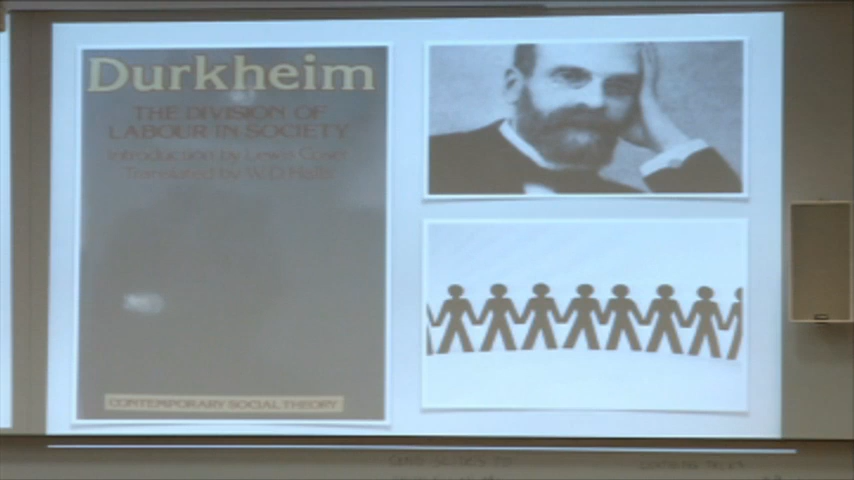 Durkheim
THE DIVISION OF
LABOUR IN SOCIETY
Introduction by Lewis Coser
Translated by W.D. Halls
CONTEMPORARY SOCIAL THEORY